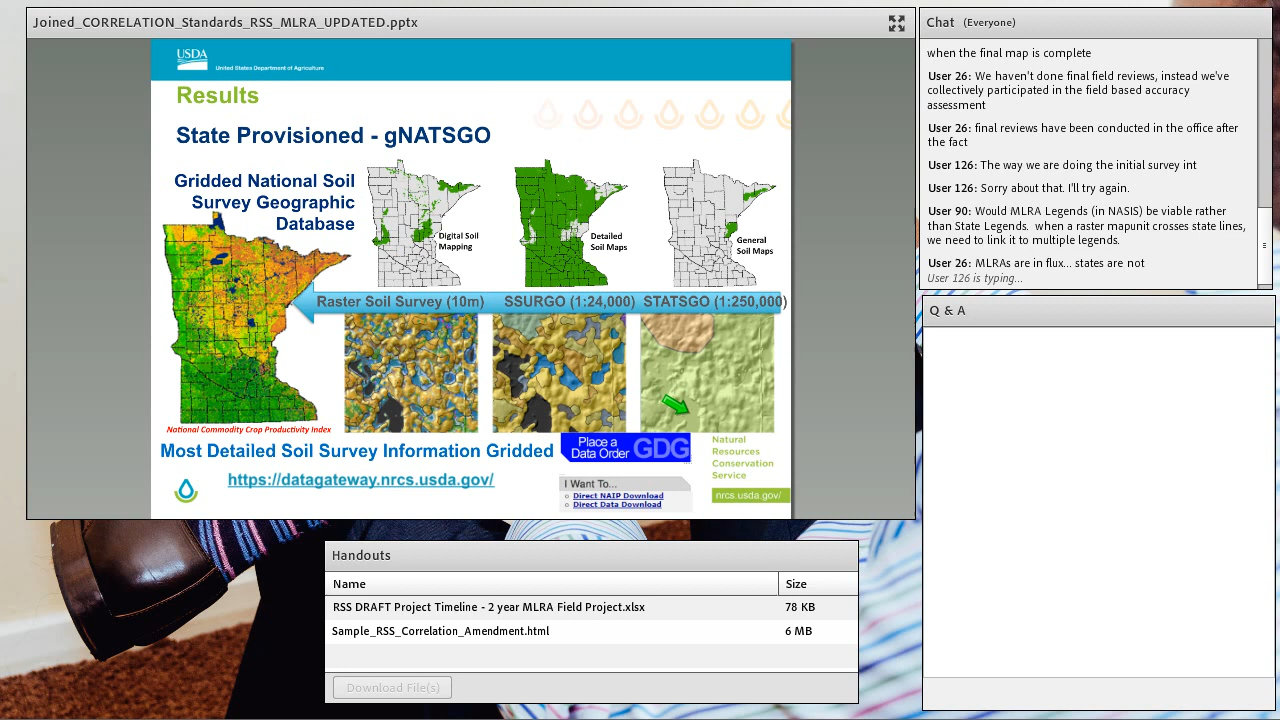 Joined_CORRELATION_Standards_RSS_MLRA_UPDATED.pptx
USDA
United States Department of Agriculture
Results
State Provisioned - gNATSGO
Gridded National Soil
Survey Geographic
Database
Digital Soil
Mapping
Detailed
Soil Maps
General
Soil Maps
Raster Soil Survey (10m) SSURGO (1:24,000) STATSGO (1:250,000)
National Commodity Crop Productivity Index
Most Detailed Soil Survey Information Gridded
https://datagateway.nrcs.usda.gov/
Place a
Data Order
GDG
I Want To...
Direct NAIP Download
Direct Data Download
Natural
Resources
Conservation
Service
nrcs.usda.gov/
Chat (Everyone)
when the final map is complete
User 26: We haven't done final field reviews, instead we've
collectively participated in the field based accuracy
assessment
User 26: final reviews have been conducted in the office after
the fact
User 126: The way we are doing the initial survey int
User 126: Sorry about that. I'll try again.
User 90: Would MLRA Legends (in NASIS) be viable rather
than State Legends. when a raster mapunit crosses state lines,
we need to link it to multiple legends.
User 26: MLRAs are in flux... states are not
User 126 is typing...
Q & A
Handouts
Name Size
RSS DRAFT Project Timeline - 2 year MLRA Field Project.xlsx 78 KB
Sample_RSS_Correlation_Amendment.html 6 MB
Download File(s)